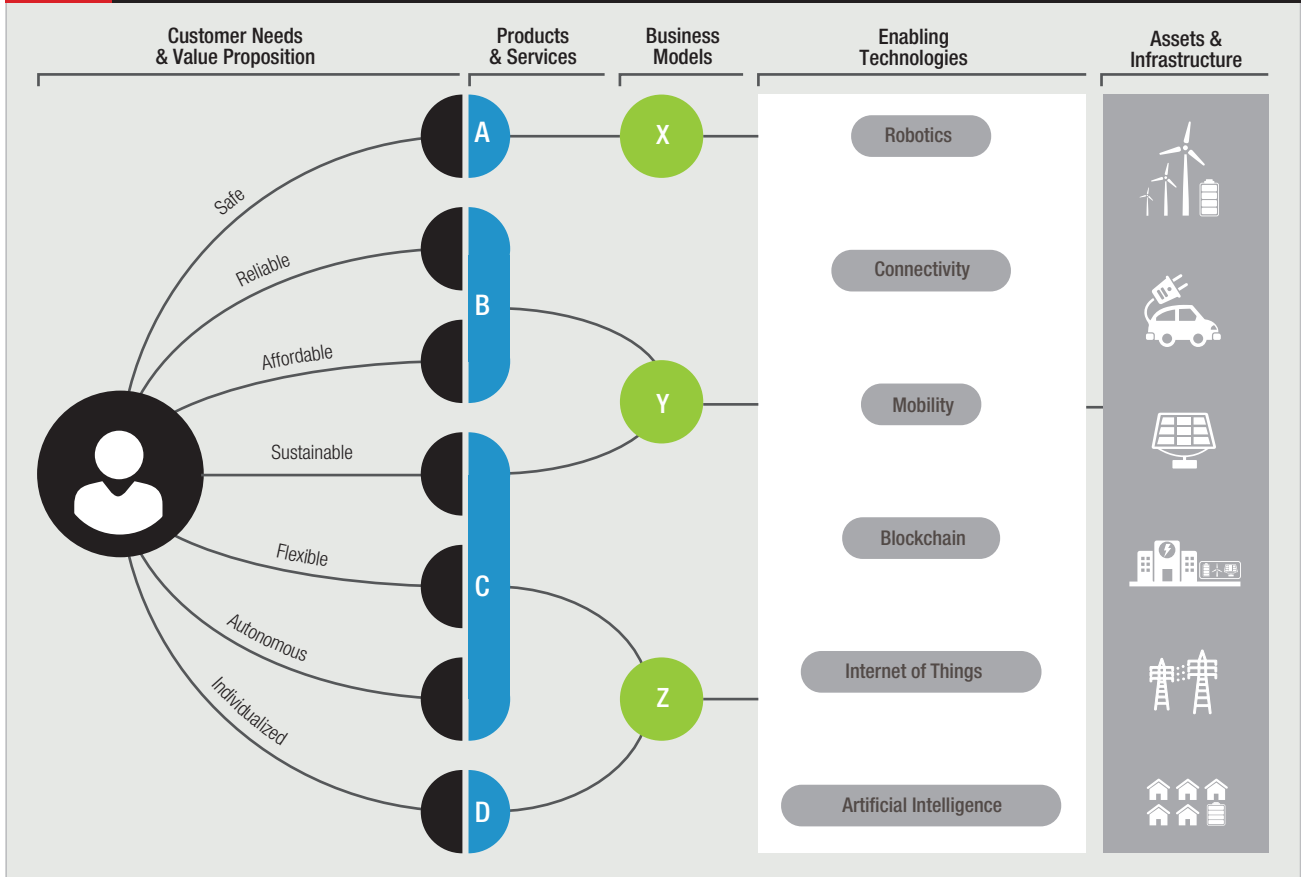 Customer Needs
& Value Proposition
Products
& Services
Business
Models
Enabling
Technologies
Assets &
Infrastructure
Safe
Reliable
Affordable
Sustainable
Flexible
Autonomous
Individualized
A
B
C
D
X
Y
Z
Robotics
Connectivity
Mobility
Blockchain
Internet of Things
Artificial Intelligence